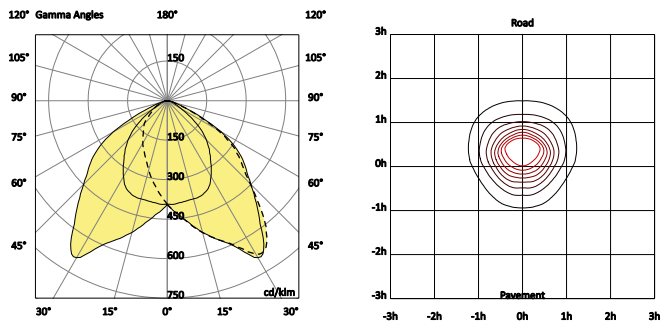 120° Gamma Angles 180° 120°
105° 150 105°
90° 90°
75° 150 75°
60° 300 60°
450
45° 600 45°
750 cd/klm
30° 15° 0° 15° 30°
Road
3h
2h
1h
0h
-1h
-2h
-3h Pavement
-3h -2h -1h 0h 1h 2h 3h